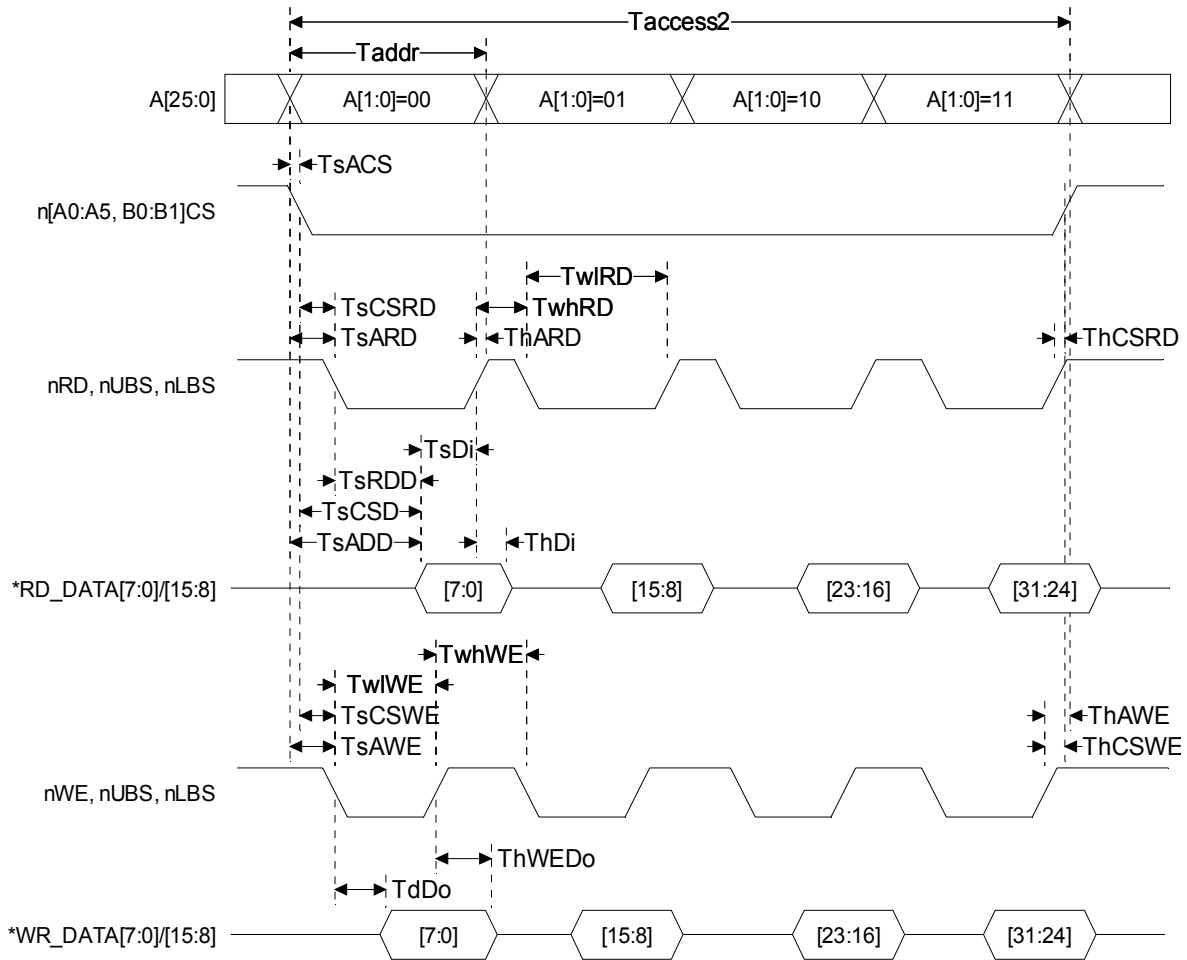 Taccess2
Taddr
A[25:0] A[1:0]=00 A[1:0]=01 A[1:0]=10 A[1:0]=11
TsACS
n[A0:A5, B0:B1]CS
TwlRD
TsCSRD TwhRD
TsARD ThARD ThCSRD
nRD, nUBS, nLBS
TsDi
TsRDD
TsCSD
TsADD ThDi
*RD_DATA[7:0]/[15:8] [7:0] [15:8] [23:16] [31:24]
TwhWE
TwlWE
TsCSWE ThAWE
TsAWE ThCSWE
nWE, nUBS, nLBS
ThWEDo
TdDo
*WR_DATA[7:0]/[15:8] [7:0] [15:8] [23:16] [31:24]